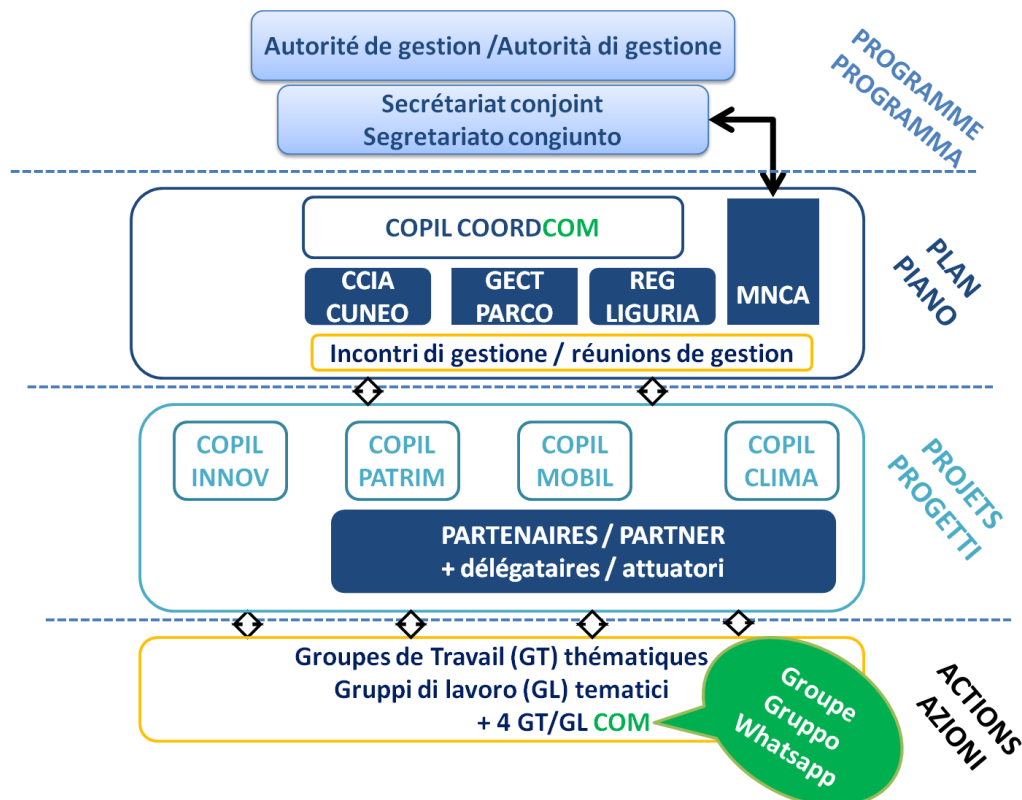 Autorité de gestion /Autorità di gestione
Secrétariat conjoint
Segretariato congiunto
PROGRAMME
PROGRAMMA
COPIL COORDCOM
CCIA
CUNEO
GECT
PARCO
REG
LIGURIA
MNCA
Incontri di gestione / réunions de gestion
PLAN
PIANO
COPIL
INNOV
COPIL
PATRIM
COPIL
MOBIL
COPIL
CLIMA
PARTENAIRES / PARTNER
+ délégataires / attuatori
PROJETS
PROGETTI
Groupes de Travail (GT) thématiques
Gruppi di lavoro (GL) tematici
+ 4 GT/GL COM
Groupe
Gruppo
Whatsapp
ACTIONS
AZIONI